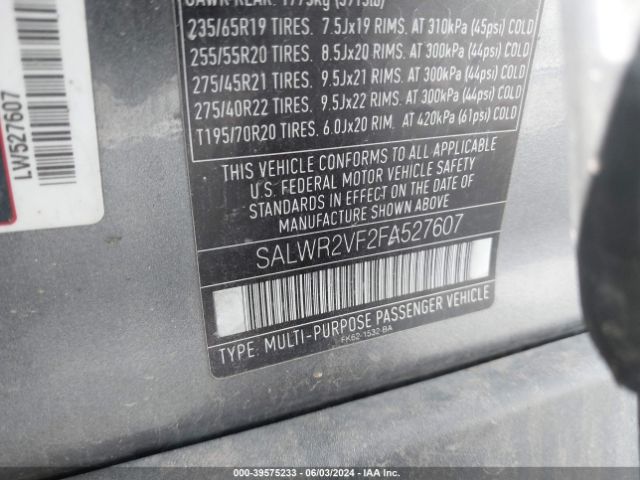 GAWR-REAR: 1775kg (3913lb)
235/65R19 TIRES. 7.5Jx19 RIMS. AT 310kPa (45psi) COLD
255/55R20 TIRES. 8.5Jx20 RIMS. AT 300kPa (44psi) COLD
275/45R21 TIRES. 9.5Jx21 RIMS. AT 300kPa (44psi) COLD
275/40R22 TIRES. 9.5Jx22 RIMS. AT 300kPa (44psi) COLD
T195/70R20 TIRES. 6.0Jx20 RIM. AT 420kPa (61psi) COLD
THIS VEHICLE CONFORMS TO ALL APPLICABLE
U.S. FEDERAL MOTOR VEHICLE SAFETY
STANDARDS IN EFFECT ON THE DATE OF
MANUFACTURE SHOWN ABOVE
SALWR2VF2FA527607
TYPE: MULTI-PURPOSE PASSENGER VEHICLE
FK62-1532-BA
LW527607
000-39575233 - 06/03/2024 - IAAI.COM